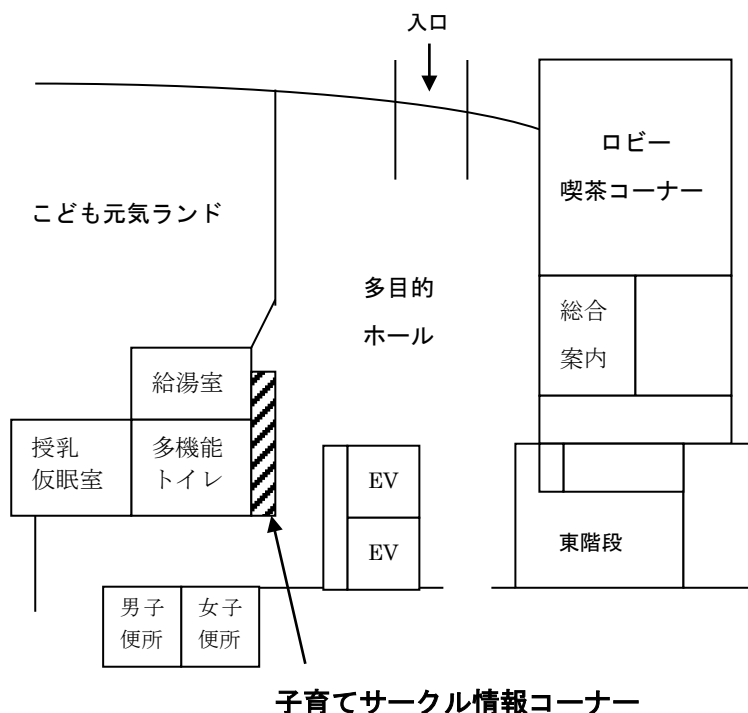 入口
ロビー
喫茶コーナー
こども元気ランド
多目的
ホール
総合
案内
給湯室
授乳
仮眠室
多機能
トイレ
EV
EV
東階段
男子
便所
女子
便所
子育てサークル情報コーナー